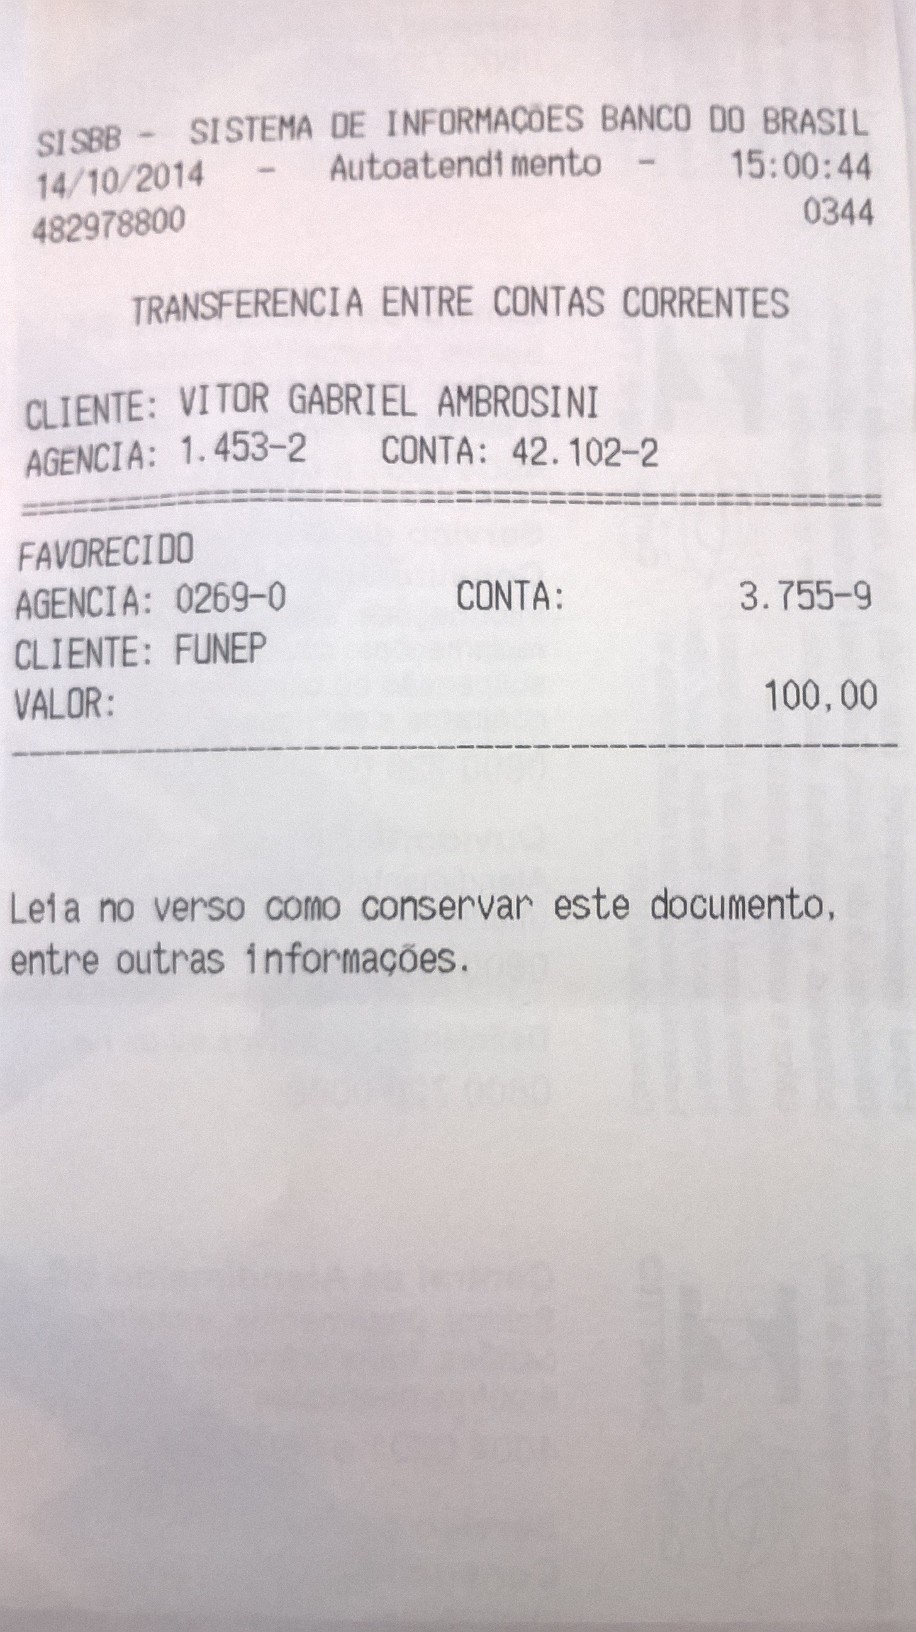 SISBB - SISTEMA DE INFORMAÇÕES BANCO DO BRASIL
14/10/2014 - Autoatendimento - 15:00:44
482978800 0344
TRANSFERENCIA ENTRE CONTAS CORRENTES
CLIENTE: VITOR GABRIEL AMBROSINI
AGENCIA: 1.453-2 CONTA: 42.102-2
================================================
FAVORECIDO
AGENCIA: 0269-0 CONTA: 3.755-9
CLIENTE: FUNEP
VALOR: 100,00
------------------------------------------------
Leia no verso como conservar este documento,
entre outras informações.